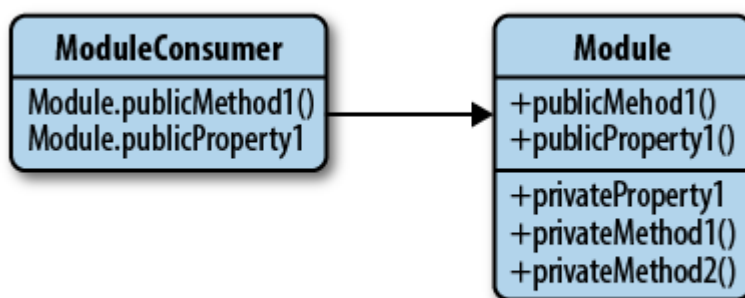 ModuleConsumer
Module.publicMethod1()
Module.publicProperty1
Module
+publicMehod1()
+publicProperty1()
+privateProperty1
+privateMethod1()
+privateMethod2()